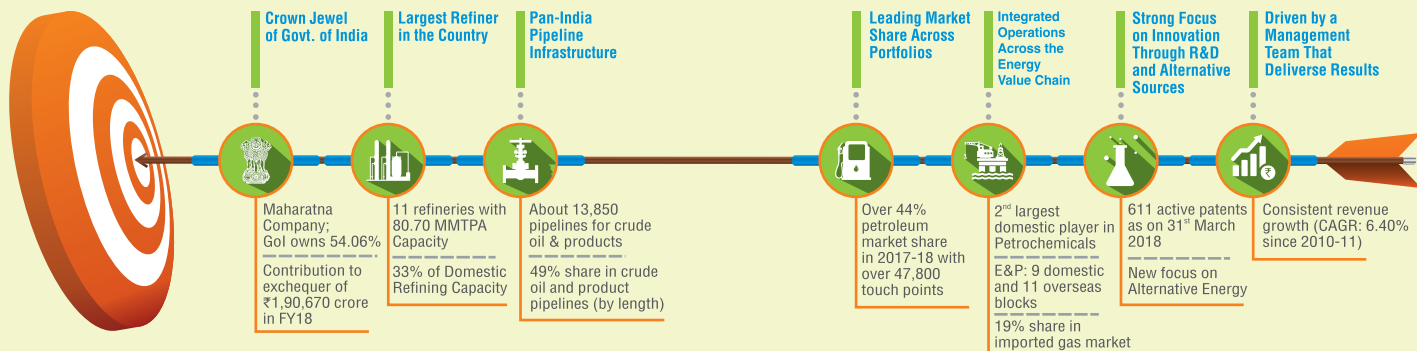 Crown Jewel
of Govt. of India
Maharatna
Company;
GoI owns 54.06%
Contribution to
exchequer of
₹1,90,670 crore
in FY18
Largest Refiner
in the Country
11 refineries with
80.70 MMTPA
Capacity
33% of Domestic
Refining Capacity
Pan-India
Pipeline
Infrastructure
About 13,850
pipelines for crude
oil & products
49% share in crude
oil and product
pipelines (by length)
Leading Market
Share Across
Portfolios
Over 44%
petroleum
market share
in 2017-18 with
over 47,800
touch points
Integrated
Operations
Across the
Energy
Value Chain
2nd largest
domestic player in
Petrochemicals
E&P: 9 domestic
and 11 overseas
blocks
19% share in
imported gas market
Strong Focus
on Innovation
Through R&D
and Alternative
Sources
611 active patents
as on 31st March
2018
New focus on
Alternative Energy
Driven by a
Management
Team That
Deliverse Results
₹
Consistent revenue
growth (CAGR: 6.40%
since 2010-11)